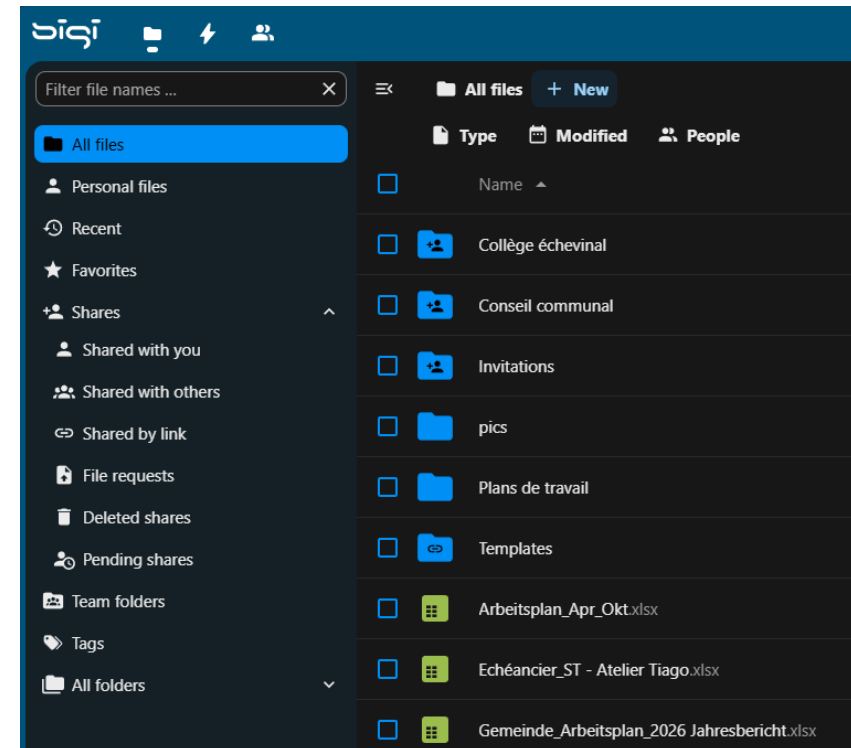 sigi
Filter file names ...
All files
Personal files
Recent
Favorites
Shares
Shared with you
Shared with others
Shared by link
File requests
Deleted shares
Pending shares
Team folders
Tags
All folders
All files
+ New
Type
Modified
People
Name
Collège échevinal
Conseil communal
Invitations
pics
Plans de travail
Templates
Arbeitsplan_Apr_Okt.xlsx
Echéancier_ST - Atelier Tiago.xlsx
Gemeinde_Arbeitsplan_2026 Jahresbericht.xlsx